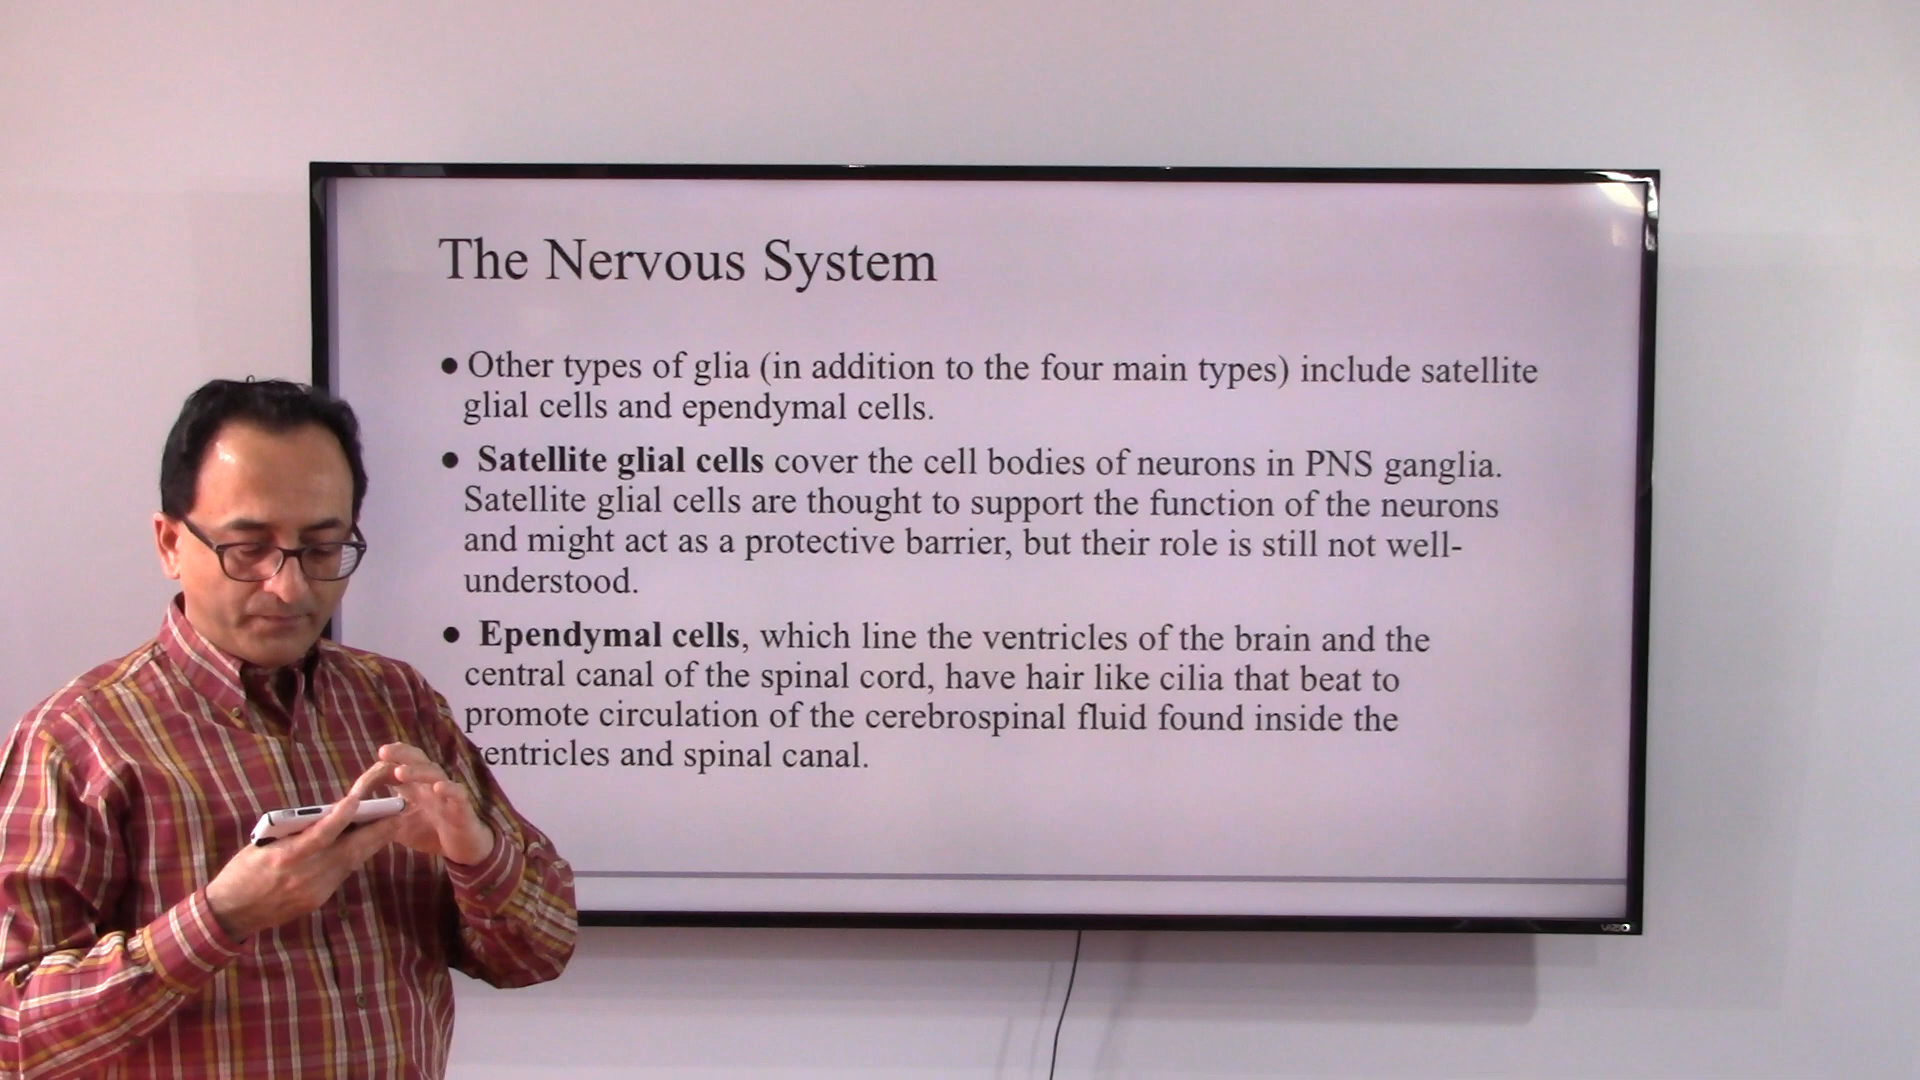 The Nervous System
● Other types of glia (in addition to the four main types) include satellite
glial cells and ependymal cells.
● Satellite glial cells cover the cell bodies of neurons in PNS ganglia.
Satellite glial cells are thought to support the function of the neurons
and might act as a protective barrier, but their role is still not well-
understood.
● Ependymal cells, which line the ventricles of the brain and the
central canal of the spinal cord, have hair like cilia that beat to
promote circulation of the cerebrospinal fluid found inside the
entricles and spinal canal.
VIZIO